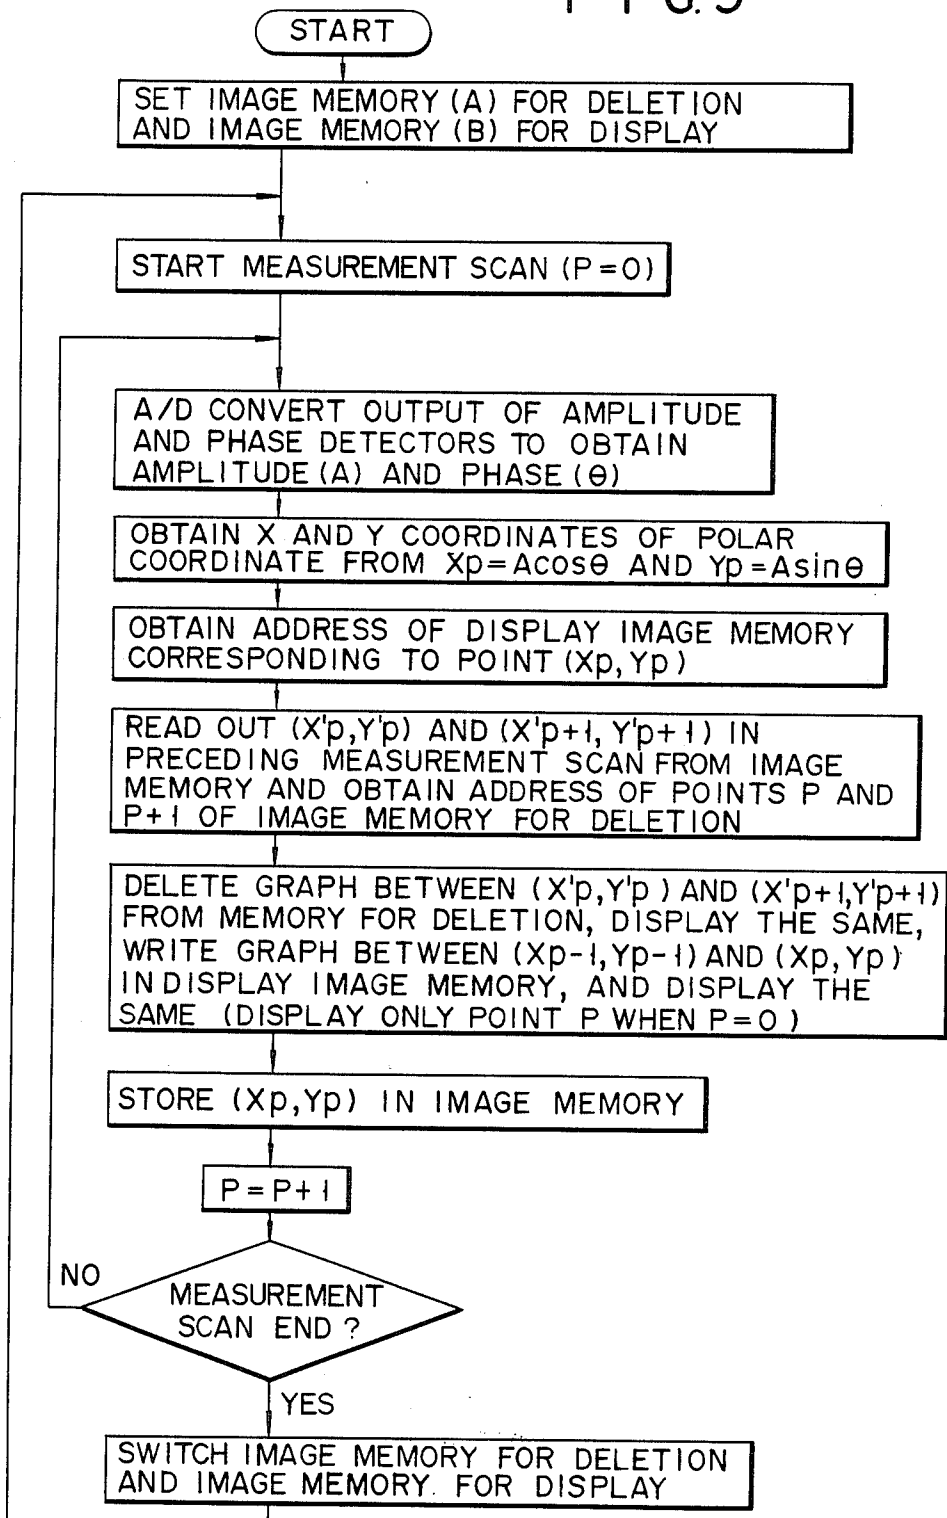 FIG. 5
START
SET IMAGE MEMORY (A) FOR DELETION
AND IMAGE MEMORY (B) FOR DISPLAY
START MEASUREMENT SCAN (P=0)
A/D CONVERT OUTPUT OF AMPLITUDE
AND PHASE DETECTORS TO OBTAIN
AMPLITUDE (A) AND PHASE (θ)
OBTAIN X AND Y COORDINATES OF POLAR
COORDINATE FROM Xp=Acosθ AND Yp=Asinθ
OBTAIN ADDRESS OF DISPLAY IMAGE MEMORY
CORRESPONDING TO POINT (Xp,Yp)
READ OUT (X'p,Y'p) AND (X'p+1, Y'p+1) IN
PRECEDING MEASUREMENT SCAN FROM IMAGE
MEMORY AND OBTAIN ADDRESS OF POINTS P AND
P+1 OF IMAGE MEMORY FOR DELETION
DELETE GRAPH BETWEEN (X'p,Y'p) AND (X'p+1,Y'p+1)
FROM MEMORY FOR DELETION, DISPLAY THE SAME,
WRITE GRAPH BETWEEN (Xp-1,Yp-1) AND (Xp,Yp)
IN DISPLAY IMAGE MEMORY, AND DISPLAY THE
SAME (DISPLAY ONLY POINT P WHEN P=0)
STORE (Xp,Yp) IN IMAGE MEMORY
P=P+1
NO
MEASUREMENT
SCAN END ?
YES
SWITCH IMAGE MEMORY FOR DELETION
AND IMAGE MEMORY. FOR DISPLAY